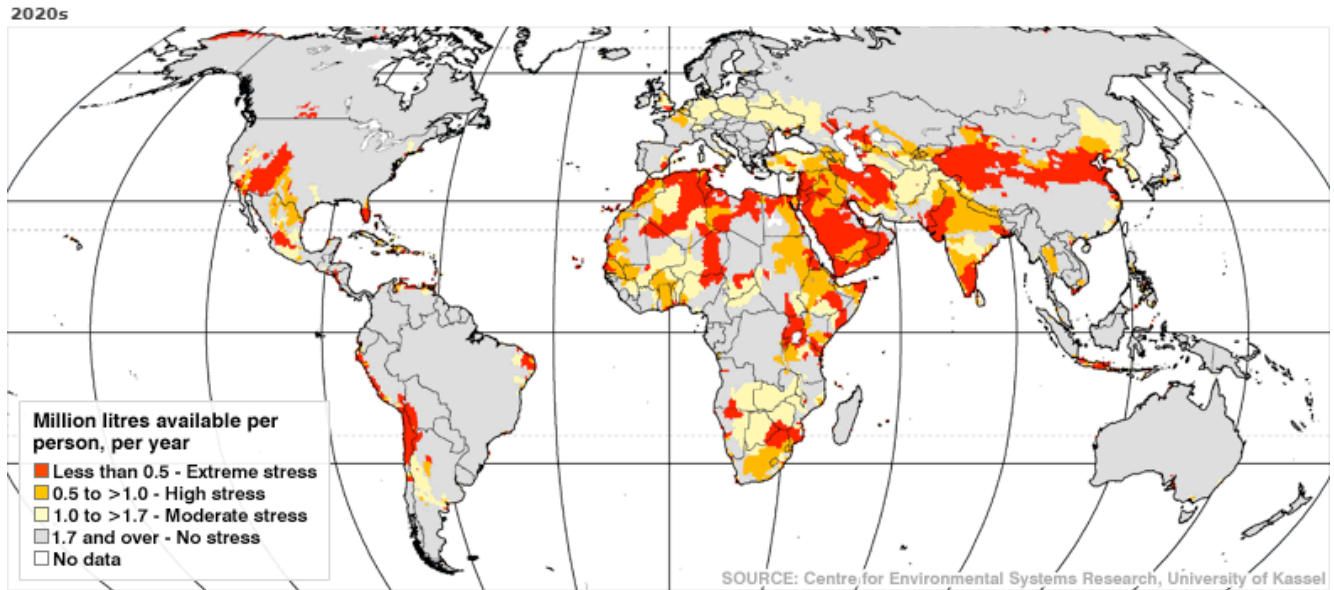 2020s
Million litres available per
person, per year
Less than 0.5 - Extreme stress
0.5 to >1.0 - High stress
1.0 to >1.7 - Moderate stress
1.7 and over - No stress
No data
SOURCE: Centre for Environmental Systems Research, University of Kassel